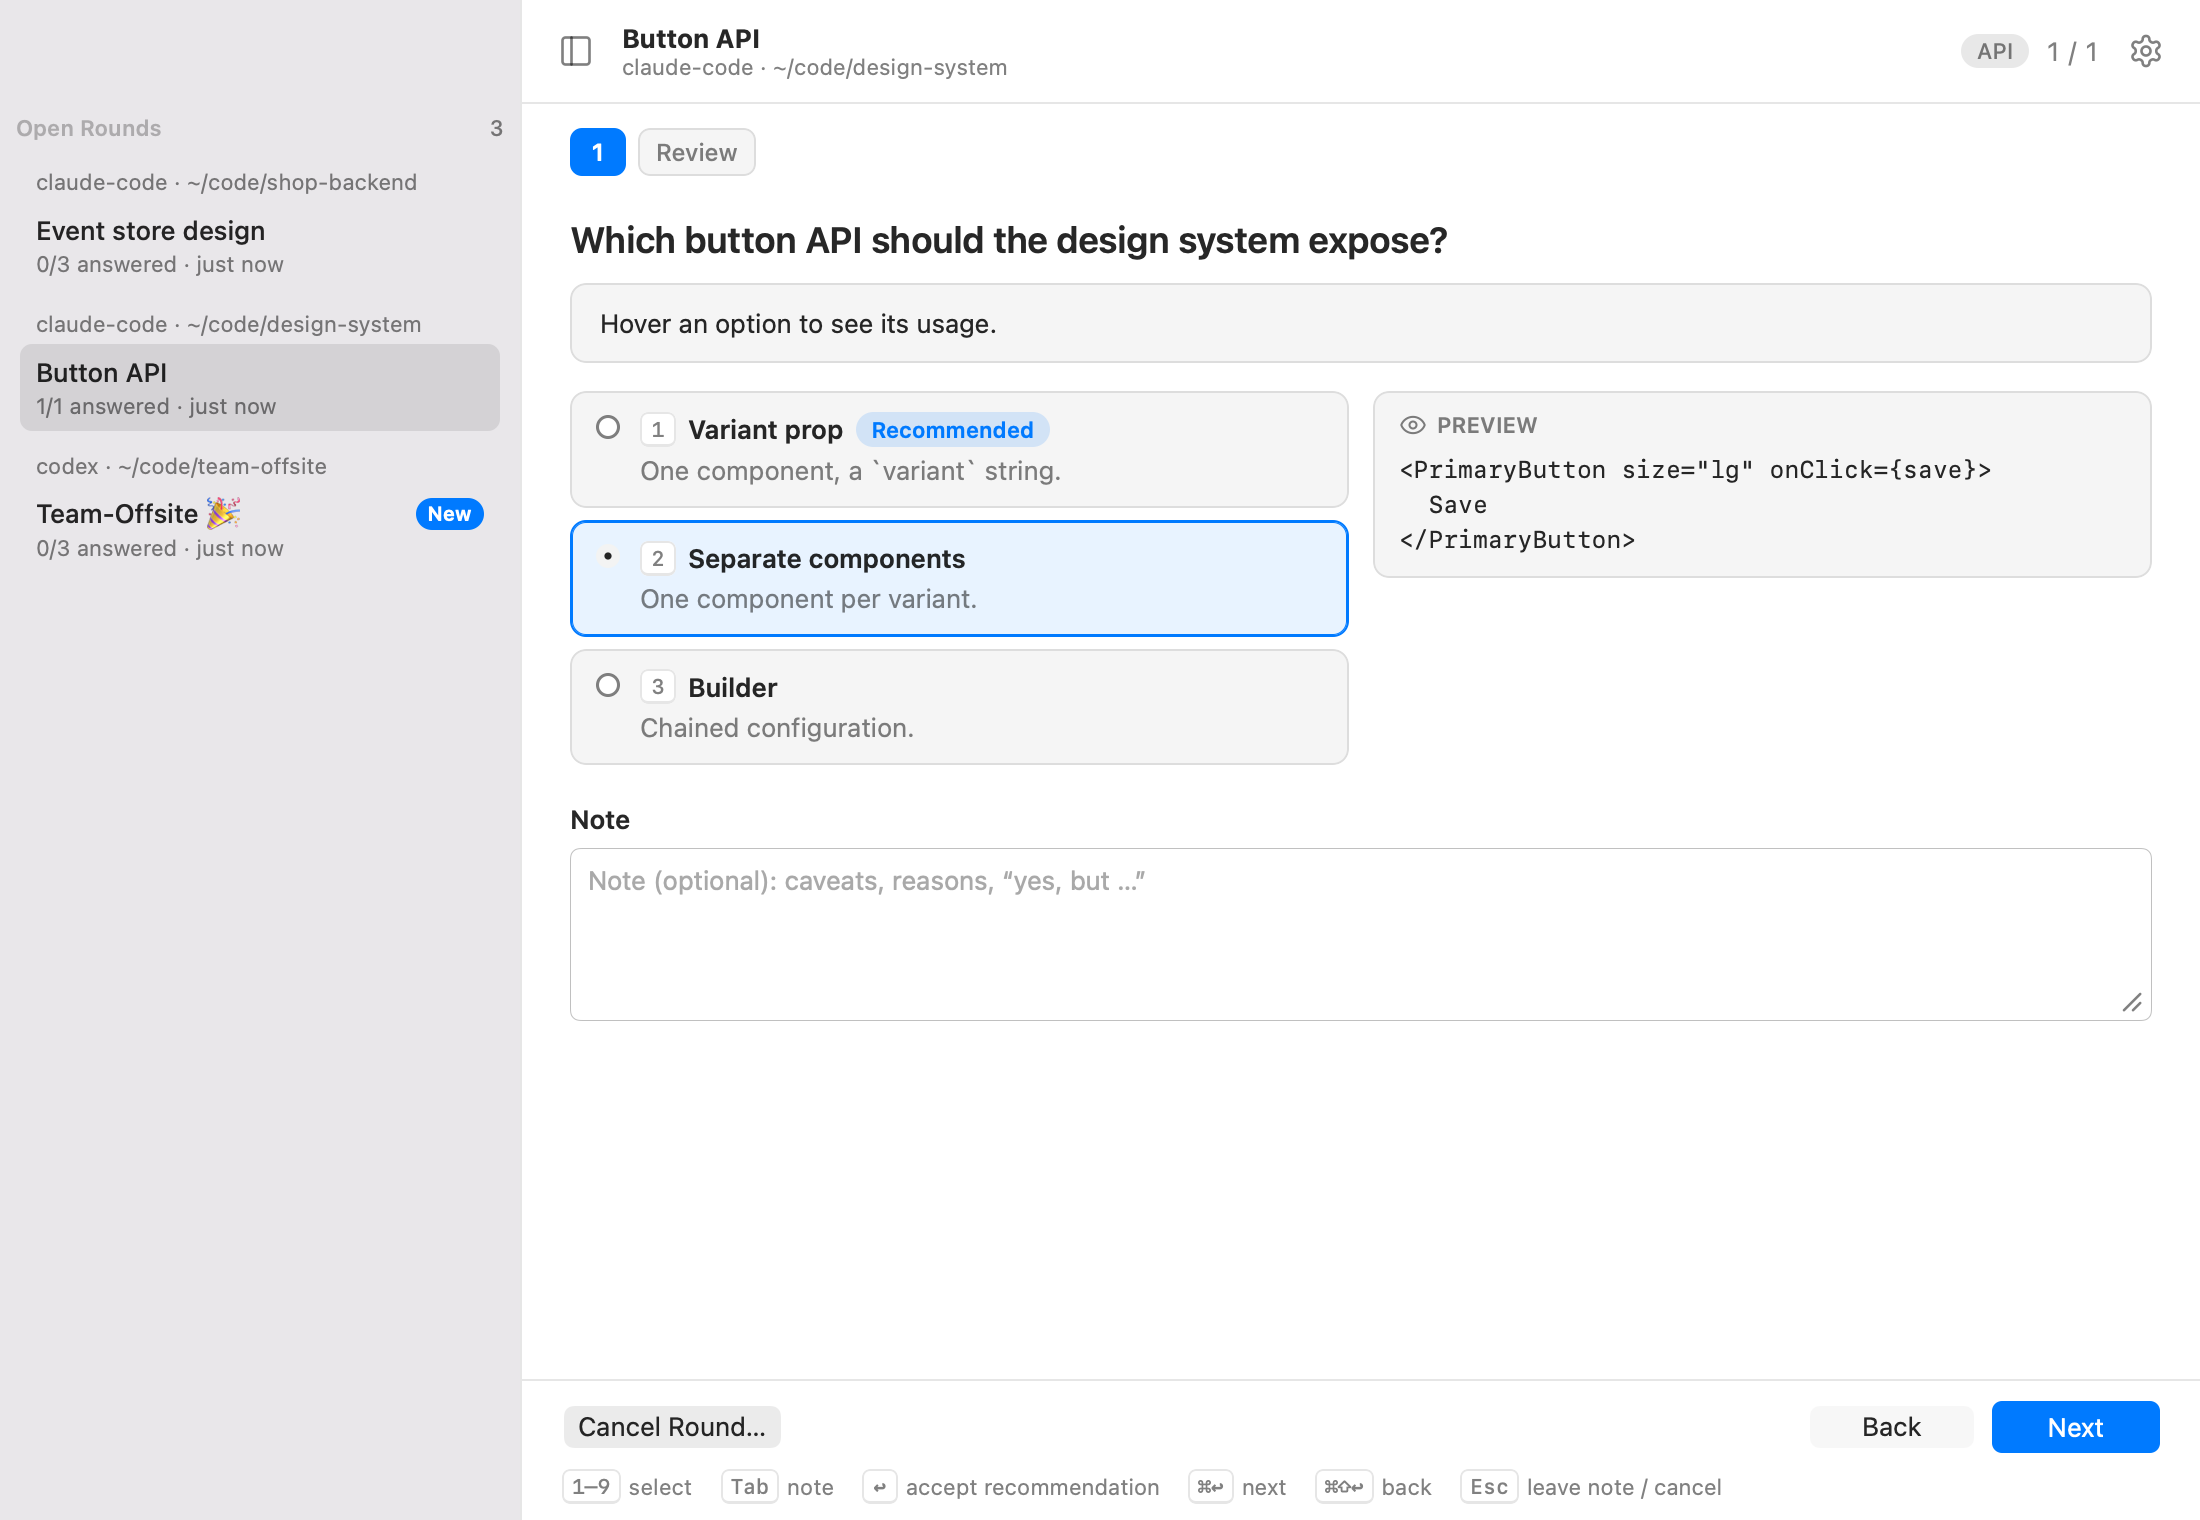 Open Rounds 3
claude-code · ~/code/shop-backend
Event store design
0/3 answered · just now
claude-code · ~/code/design-system
Button API
1/1 answered · just now
codex · ~/code/team-offsite
Team-Offsite 🎉 New
0/3 answered · just now
Button API
claude-code · ~/code/design-system
API 1 / 1
1 Review
Which button API should the design system expose?
Hover an option to see its usage.
1 Variant prop Recommended
One component, a `variant` string.
2 Separate components
One component per variant.
3 Builder
Chained configuration.
PREVIEW
<PrimaryButton size="lg" onClick={save}>
  Save
</PrimaryButton>
Note
Note (optional): caveats, reasons, “yes, but …”
Cancel Round…
Back
Next
1–9 select Tab note ↩ accept recommendation ⌘↩ next ⌘⇧↩ back Esc leave note / cancel